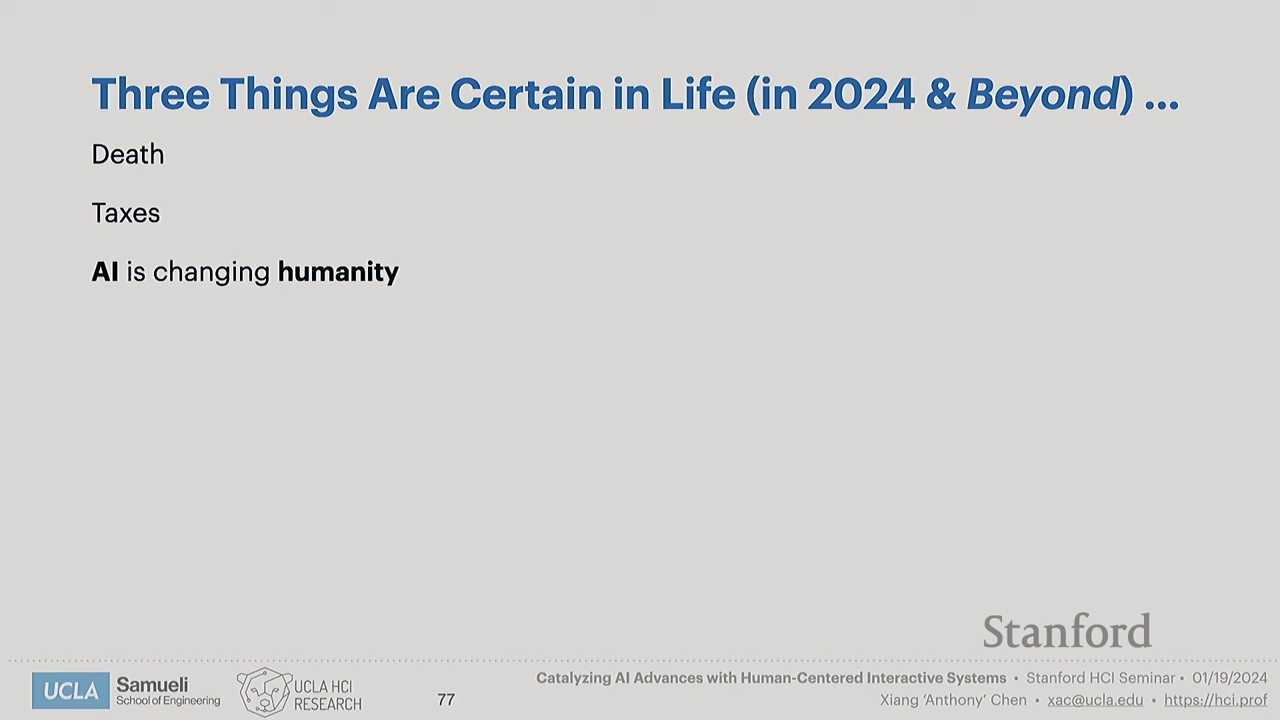 Three Things Are Certain in Life (in 2024 & Beyond) ...
Death
Taxes
AI is changing humanity
Stanford
UCLA Samueli
School of Engineering
UCLA HCI
RESEARCH
77
Catalyzing AI Advances with Human-Centered Interactive Systems • Stanford HCI Seminar • 01/19/2024
Xiang ‘Anthony’ Chen • xac@ucla.edu • https://hci.prof